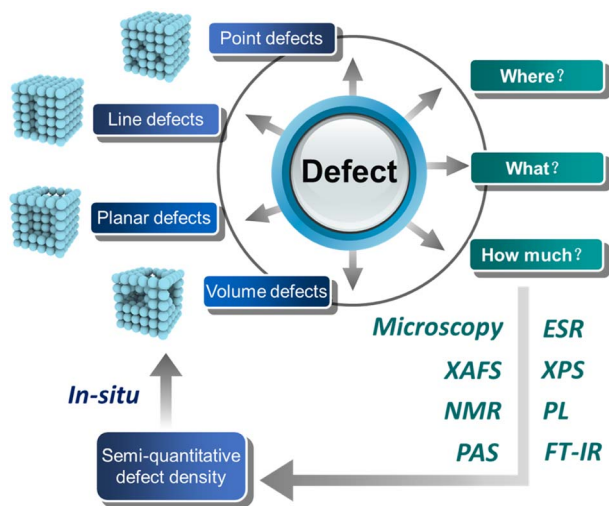 Point defects
Line defects
Planar defects
Volume defects
Defect
Where?
What?
How much?
Microscopy
ESR
XAFS
XPS
NMR
PL
PAS
FT-IR
In-situ
Semi-quantitative
defect density